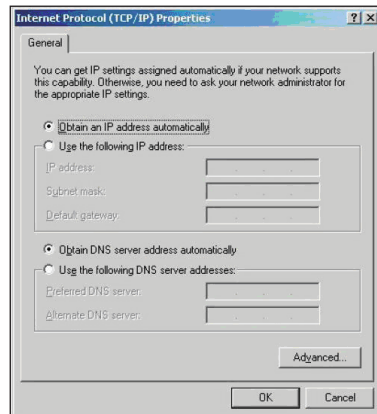 Internet Protocol (TCP/IP) Properties
General
You can get IP settings assigned automatically if your network supports
this capability. Otherwise, you need to ask your network administrator for
the appropriate IP settings.
Obtain an IP address automatically
Use the following IP address:
IP address:
Subnet mask:
Default gateway:
Obtain DNS server address automatically
Use the following DNS server addresses:
Preferred DNS server:
Alternate DNS server:
Advanced...
OK
Cancel